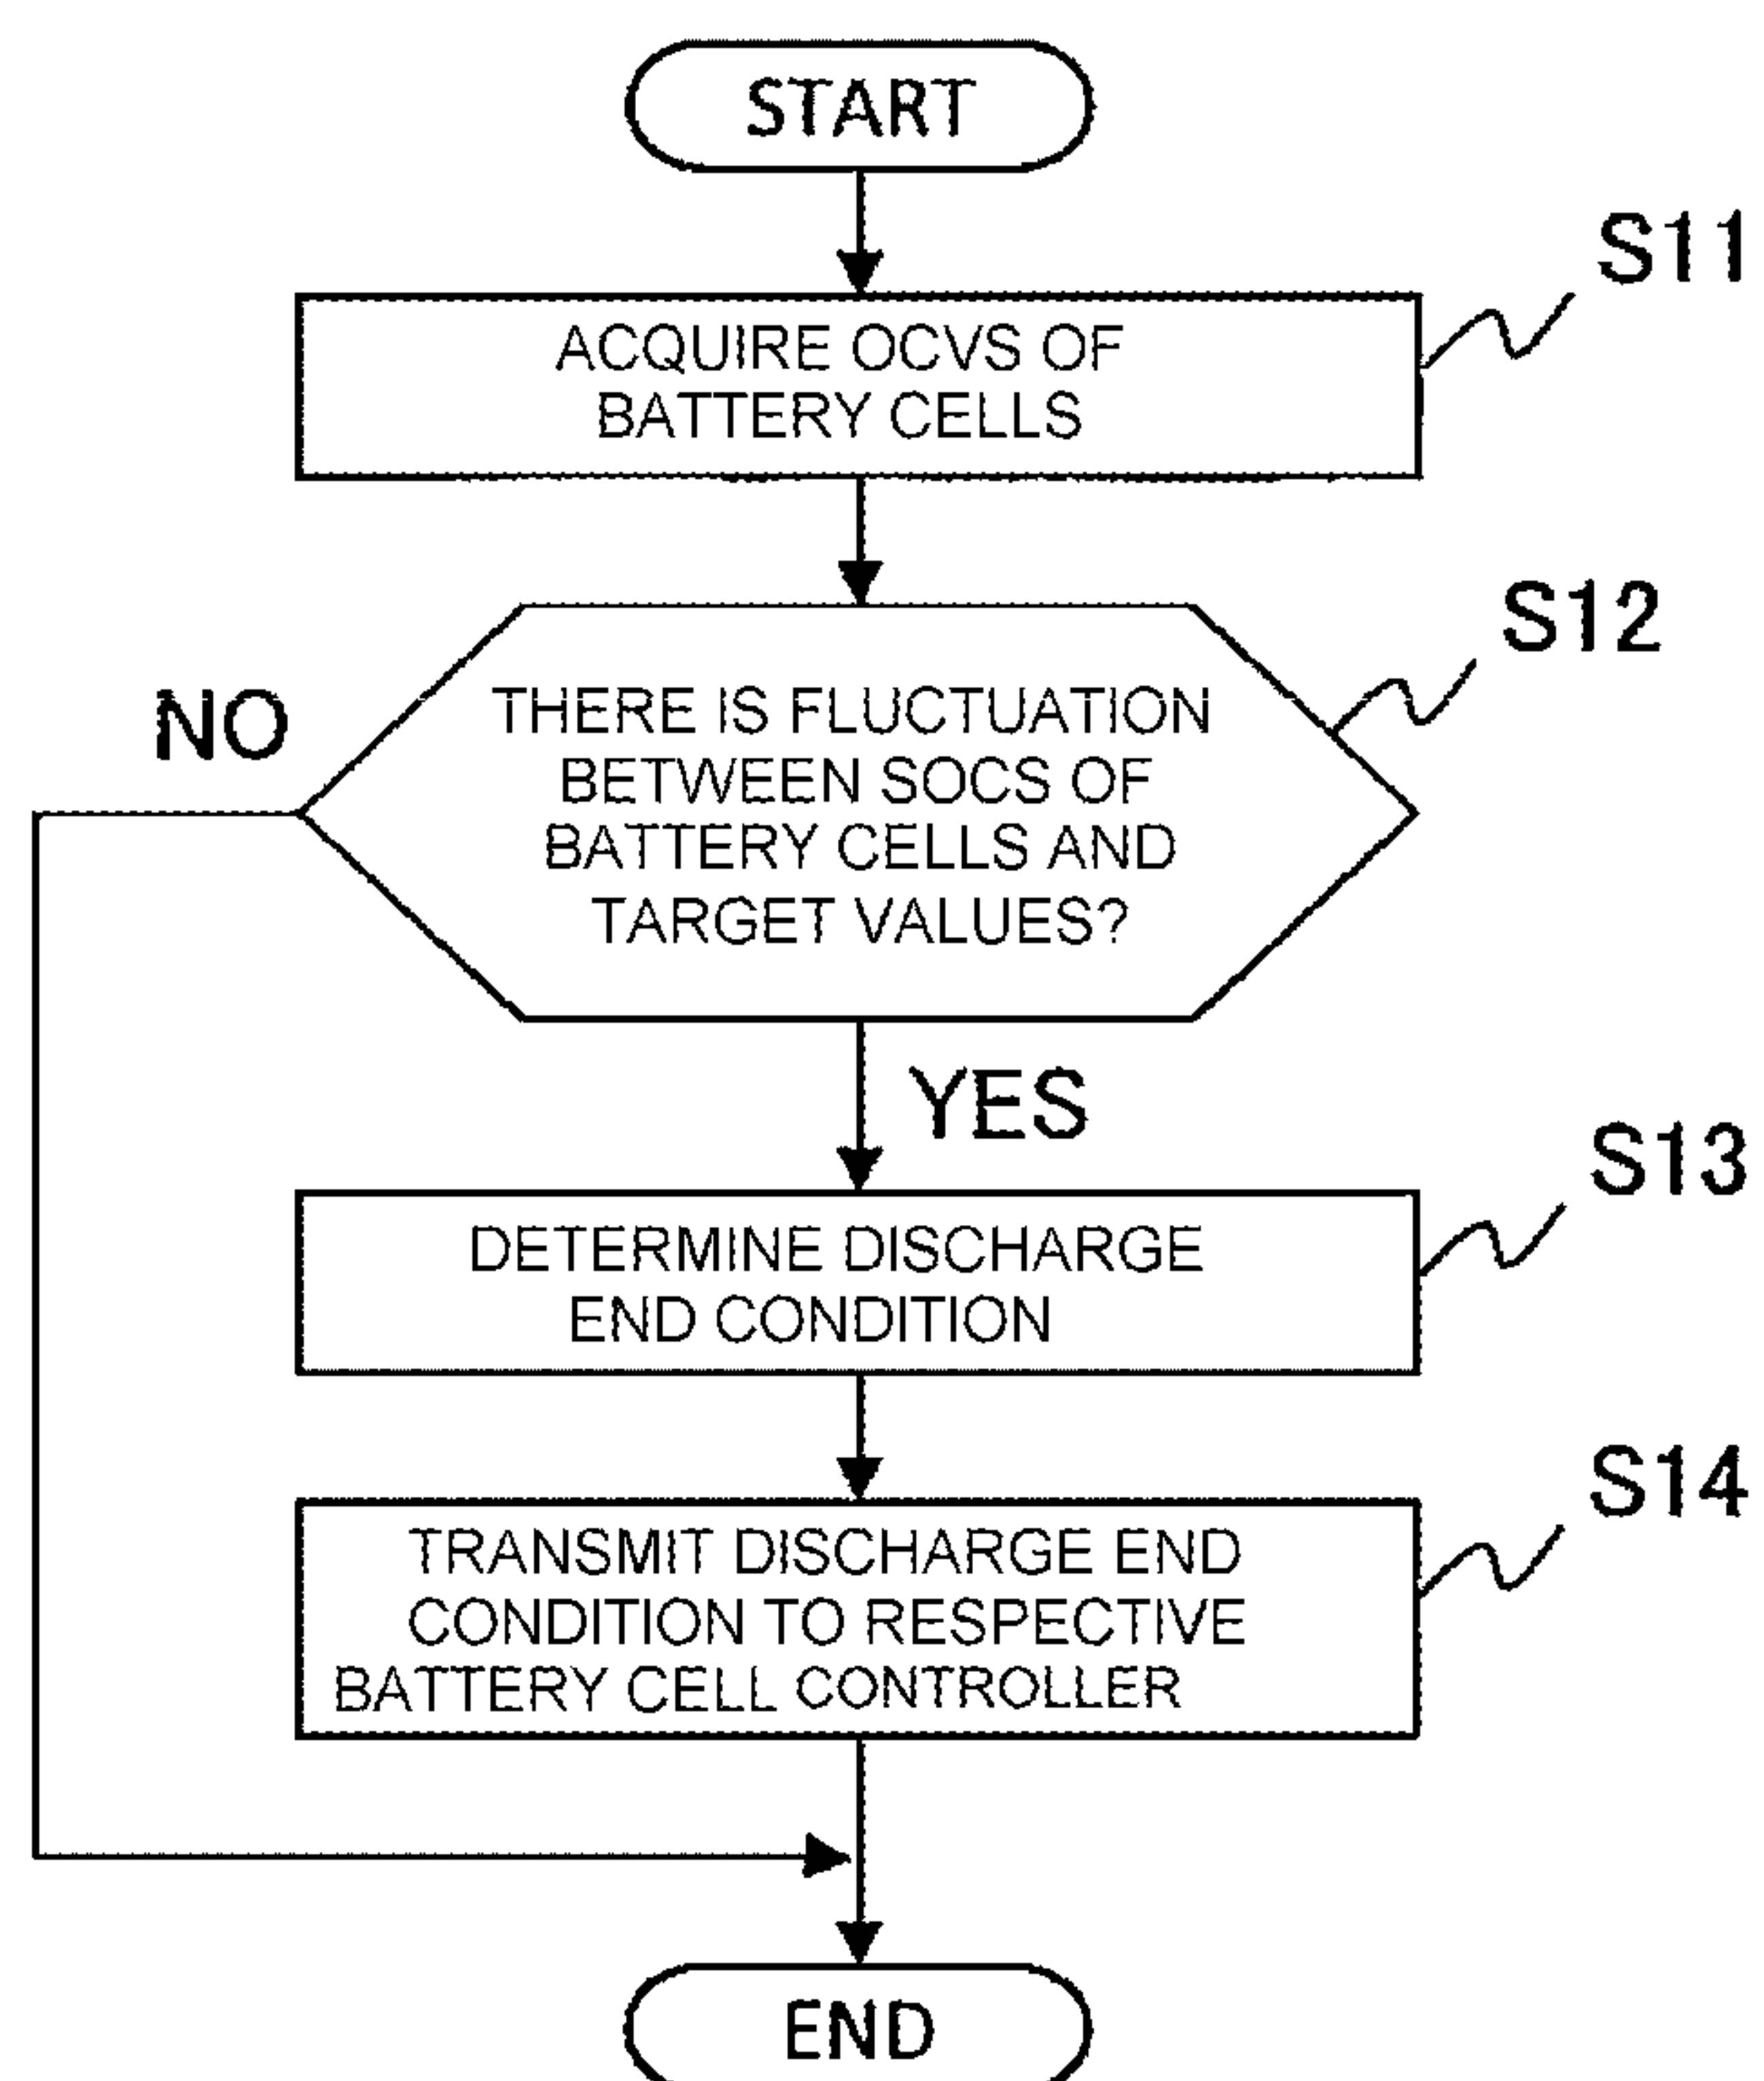 START
S11
ACQUIRE OCVS OF
BATTERY CELLS
S12
NO
THERE IS FLUCTUATION
BETWEEN SOCS OF
BATTERY CELLS AND
TARGET VALUES?
YES
S13
DETERMINE DISCHARGE
END CONDITION
S14
TRANSMIT DISCHARGE END
CONDITION TO RESPECTIVE
BATTERY CELL CONTROLLER
END